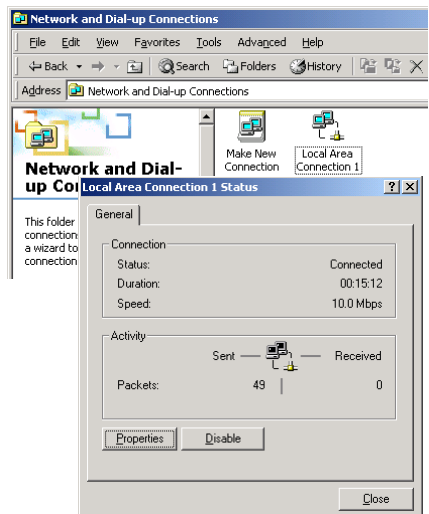 Network and Dial-up Connections
File Edit View Favorites Tools Advanced Help
Back Search Folders History
Address Network and Dial-up Connections
Network and Dial-
up Co
This folder
connection
a wizard to
connection
Make New
Connection
Local Area
Connection 1
Local Area Connection 1 Status
General
Connection
Status: Connected
Duration: 00:15:12
Speed: 10.0 Mbps
Activity
Sent Received
Packets: 49 0
Properties Disable
Close